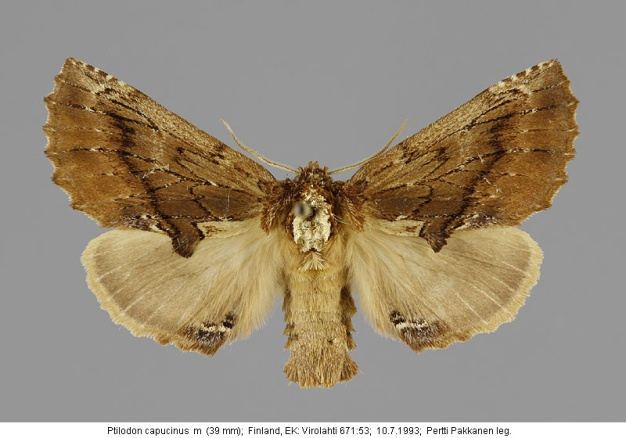 Ptilodon capucinus m (39 mm); Finland, EK: Virolahti 671:53; 10.7.1993; Pertti Pakkanen leg.